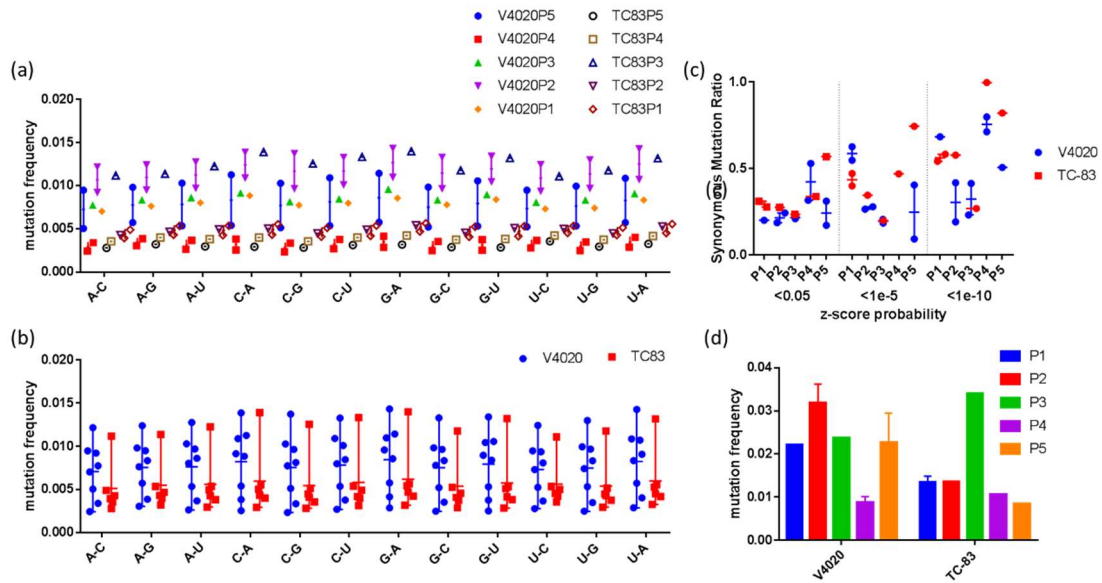 V4020P5 TC83P5
V4020P4 TC83P4
V4020P3 TC83P3
V4020P2 TC83P2
V4020P1 TC83P1
(a)
mutation frequency
0.020
0.015
0.010
0.005
0.000
A-C A-G A-U C-A C-G C-U G-A G-C G-U U-C U-G U-A
(c)
Synonymous Mutation Ratio
1.0
0.5
0.0
V4020
TC-83
P1 P2 P3 P4 P5 P1 P2 P3 P4 P5 P1 P2 P3 P4 P5
<0.05 <1e-5 <1e-10
z-score probability
(b)
mutation frequency
V4020 TC83
0.020
0.015
0.010
0.005
0.000
A-C A-G A-U C-A C-G C-U G-A G-C G-U U-C U-G U-A
(d)
mutation frequency
0.04
0.03
0.02
0.01
0.00
P1
P2
P3
P4
P5
V4020 TC-83